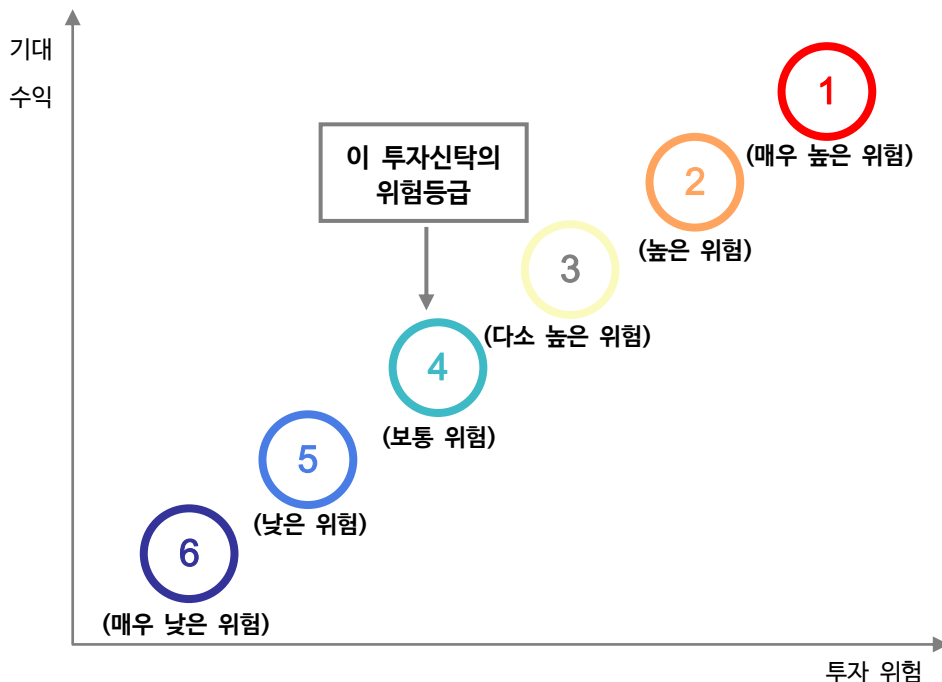 기대
수익
1
(매우 높은 위험)
이 투자신탁의
위험등급
2
(높은 위험)
3
(다소 높은 위험)
4
(보통 위험)
5
(낮은 위험)
6
(매우 낮은 위험)
투자 위험